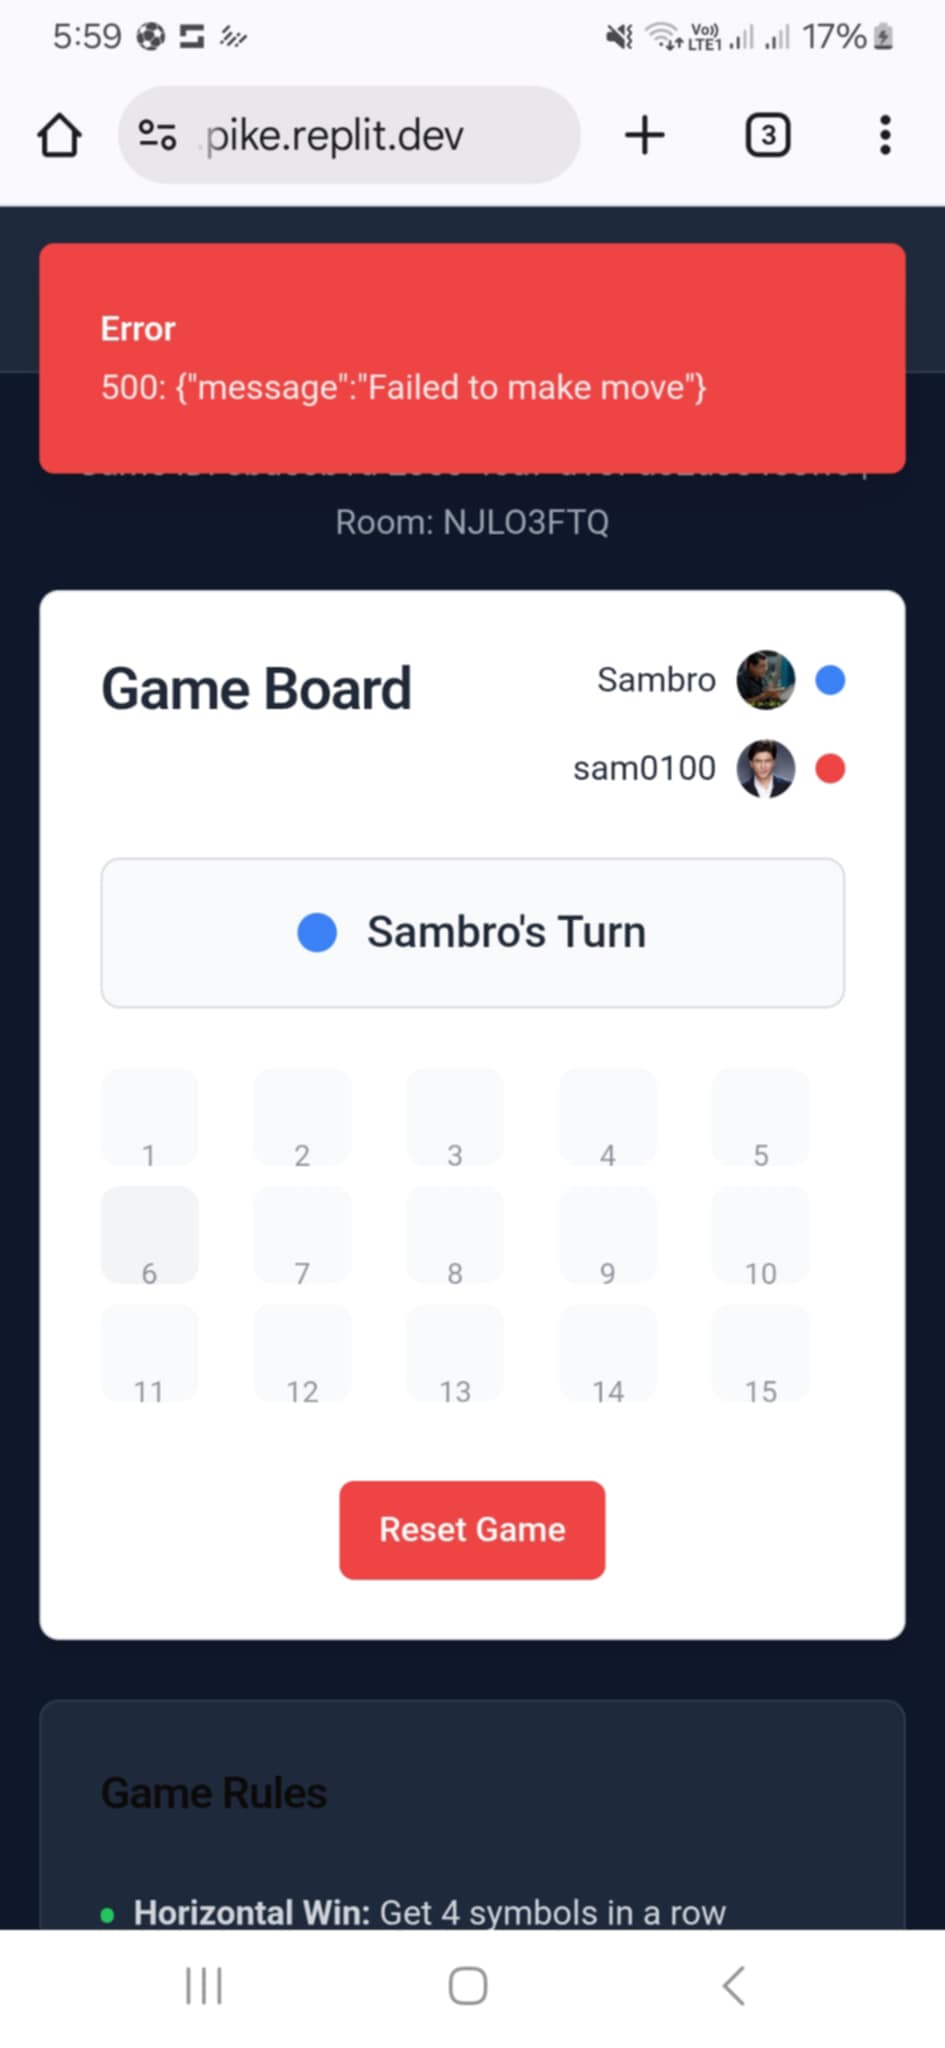 5:59
Vo))
LTE1
17%
.pike.replit.dev
3
Error
500: {"message":"Failed to make move"}
Room: NJLO3FTQ
Game Board
Sambro
sam0100
Sambro's Turn
1 2 3 4 5
6 7 8 9 10
11 12 13 14 15
Reset Game
Game Rules
Horizontal Win: Get 4 symbols in a row